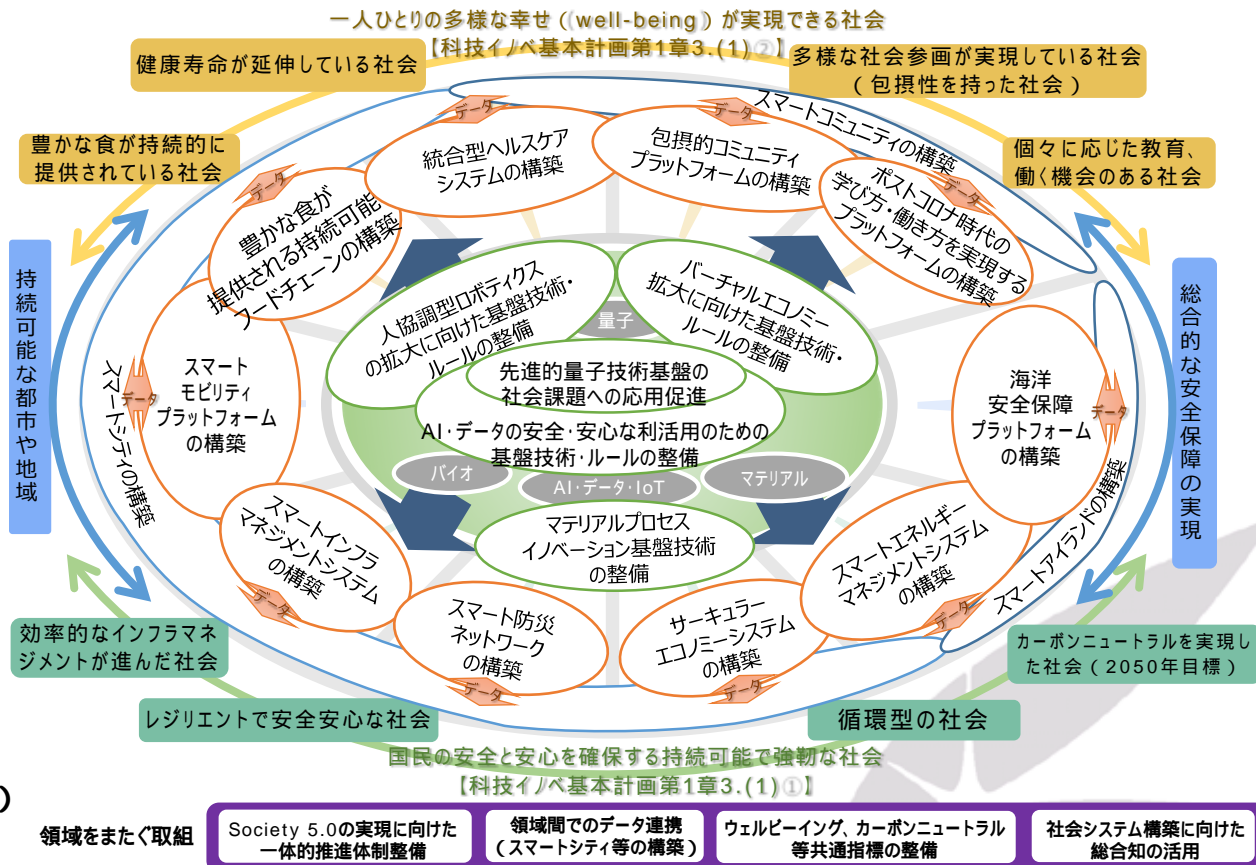 一人ひとりの多様な幸せ（(well-being）が実現できる社会
【科技イノベ基本計画第1章3.(1)②】
健康寿命が延伸している社会
多様な社会参画が実現している社会
（包摂性を持った社会）
豊かな食が持続的に
提供されている社会
個々に応じた教育、
働く機会のある社会
持続可能な都市や地域
総合的な安全保障の実現
スマートコミュニティの構築
データ
統合型ヘルスケア
システムの構築
データ
包摂的コミュニティ
プラットフォームの構築
データ
ポストコロナ時代の
学び方・働き方を実現する
プラットフォームの構築
データ
豊かな食が
提供される持続可能
フードチェーンの構築
人協調型ロボティクス
の拡大に向けた基盤技術・
ルールの整備
バーチャルエコノミー
拡大に向けた基盤技術・
ルールの整備
量子
先進的量子技術基盤の
社会課題への応用促進
AI・データの安全・安心な利活用のための
基盤技術・ルールの整備
バイオ
AI・データ・IoT
マテリアル
マテリアルプロセス
イノベーション基盤技術
の整備
スマートシティの構築
データ
スマート
モビリティ
プラットフォーム
の構築
海洋
安全保障
プラットフォーム
の構築
データ
スマートアイランドの構築
スマートインフラ
マネジメントシステム
の構築
データ
スマート防災
ネットワーク
の構築
データ
サーキュラー
エコノミーシステム
の構築
データ
スマートエネルギー
マネジメントシステム
の構築
データ
効率的なインフラマネ
ジメントが進んだ社会
カーボンニュートラルを実現し
た社会（2050年目標）
レジリエントで安全安心な社会
循環型の社会
国民の安全と安心を確保する持続可能で強靭な社会
【科技イノベ基本計画第1章3.(1)①】
)
領域をまたぐ取組
Society 5.0の実現に向けた
一体的推進体制整備
領域間でのデータ連携
（スマートシティ等の構築）
ウェルビーイング、カーボンニュートラル
等共通指標の整備
社会システム構築に向けた
総合知の活用